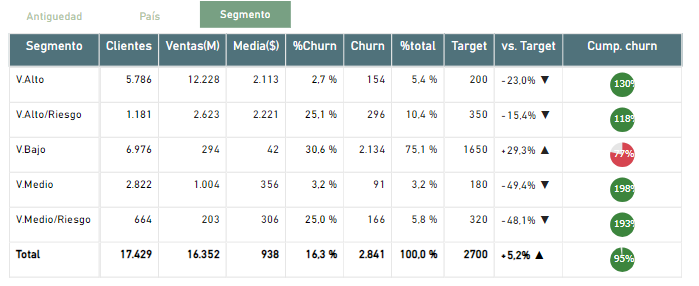 Antiguedad País Segmento
Segmento Clientes Ventas(M) Media($) %Churn Churn %total Target vs. Target Cump. churn
V.Alto 5.786 12.228 2.113 2,7 % 154 5,4 % 200 -23,0% ▼ 130%
V.Alto/Riesgo 1.181 2.623 2.221 25,1 % 296 10,4 % 350 -15,4% ▼ 118%
V.Bajo 6.976 294 42 30,6 % 2.134 75,1 % 1650 +29,3% ▲ 77%
V.Medio 2.822 1.004 356 3,2 % 91 3,2 % 180 -49,4% ▼ 198%
V.Medio/Riesgo 664 203 306 25,0 % 166 5,8 % 320 -48,1% ▼ 193%
Total 17.429 16.352 938 16,3 % 2.841 100,0 % 2700 +5,2% ▲ 95%